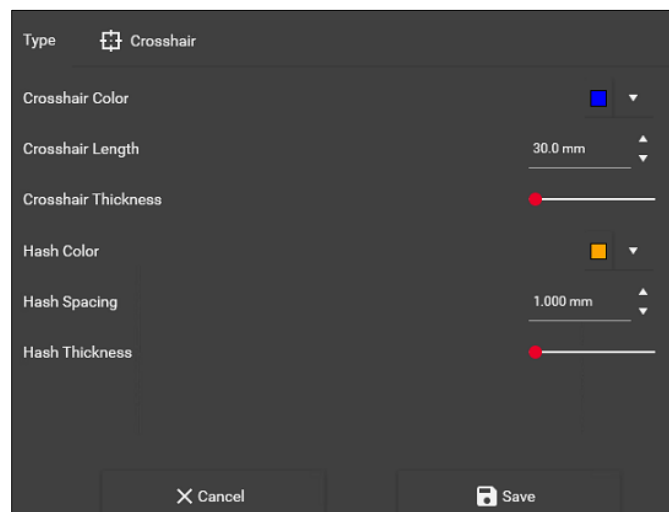 Type Crosshair
Crosshair Color
Crosshair Length 30.0 mm
Crosshair Thickness
Hash Color
Hash Spacing 1.000 mm
Hash Thickness
Cancel Save